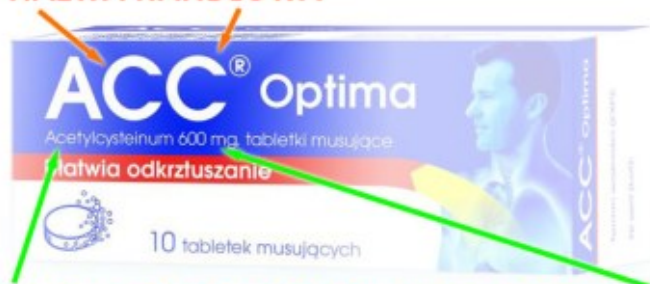 ACC® Optima
Acetylcysteinum 600 mg, tabletki musujące
ułatwia odkrztuszanie
10 tabletek musujących
ACC® Optima